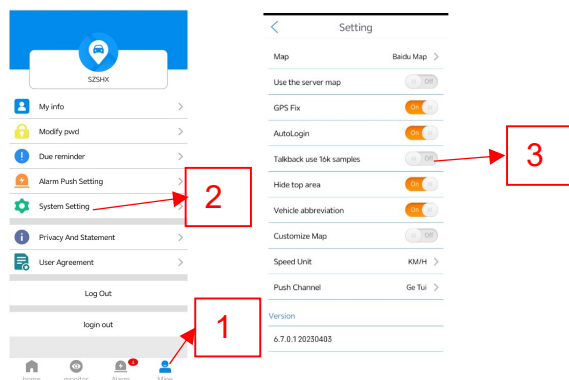 SZSHX
My info
Modify pwd
Due reminder
Alarm Push Setting
System Setting
Privacy And Statement
User Agreement
Log Out
login out
home
monitor
4
Alarm
Mine
2
1
Setting
Map
Baidu Map
Use the server map
Off
GPS Fix
On
AutoLogin
On
Talkback use 16k samples
Off
Hide top area
On
Vehicle abbreviation
On
Customize Map
Off
Speed Unit
KM/H
Push Channel
Ge Tui
Version
6.7.0.1 20230403
3